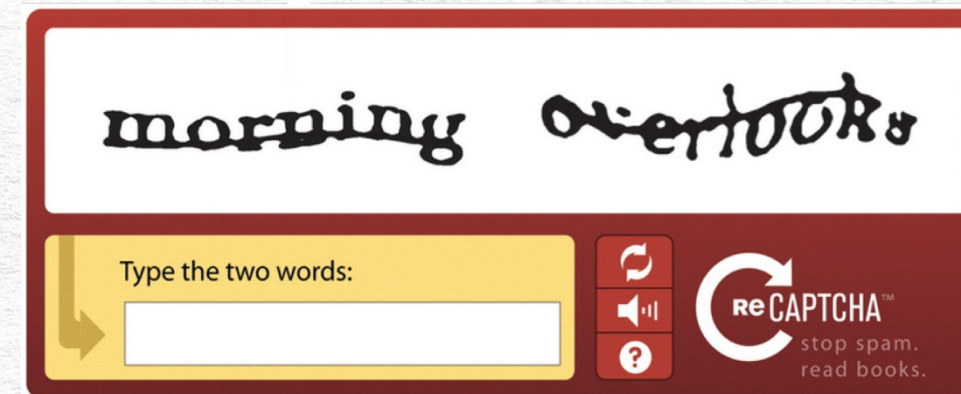 morning overlooks
Type the two words:
reCAPTCHA™
stop spam.
read books.